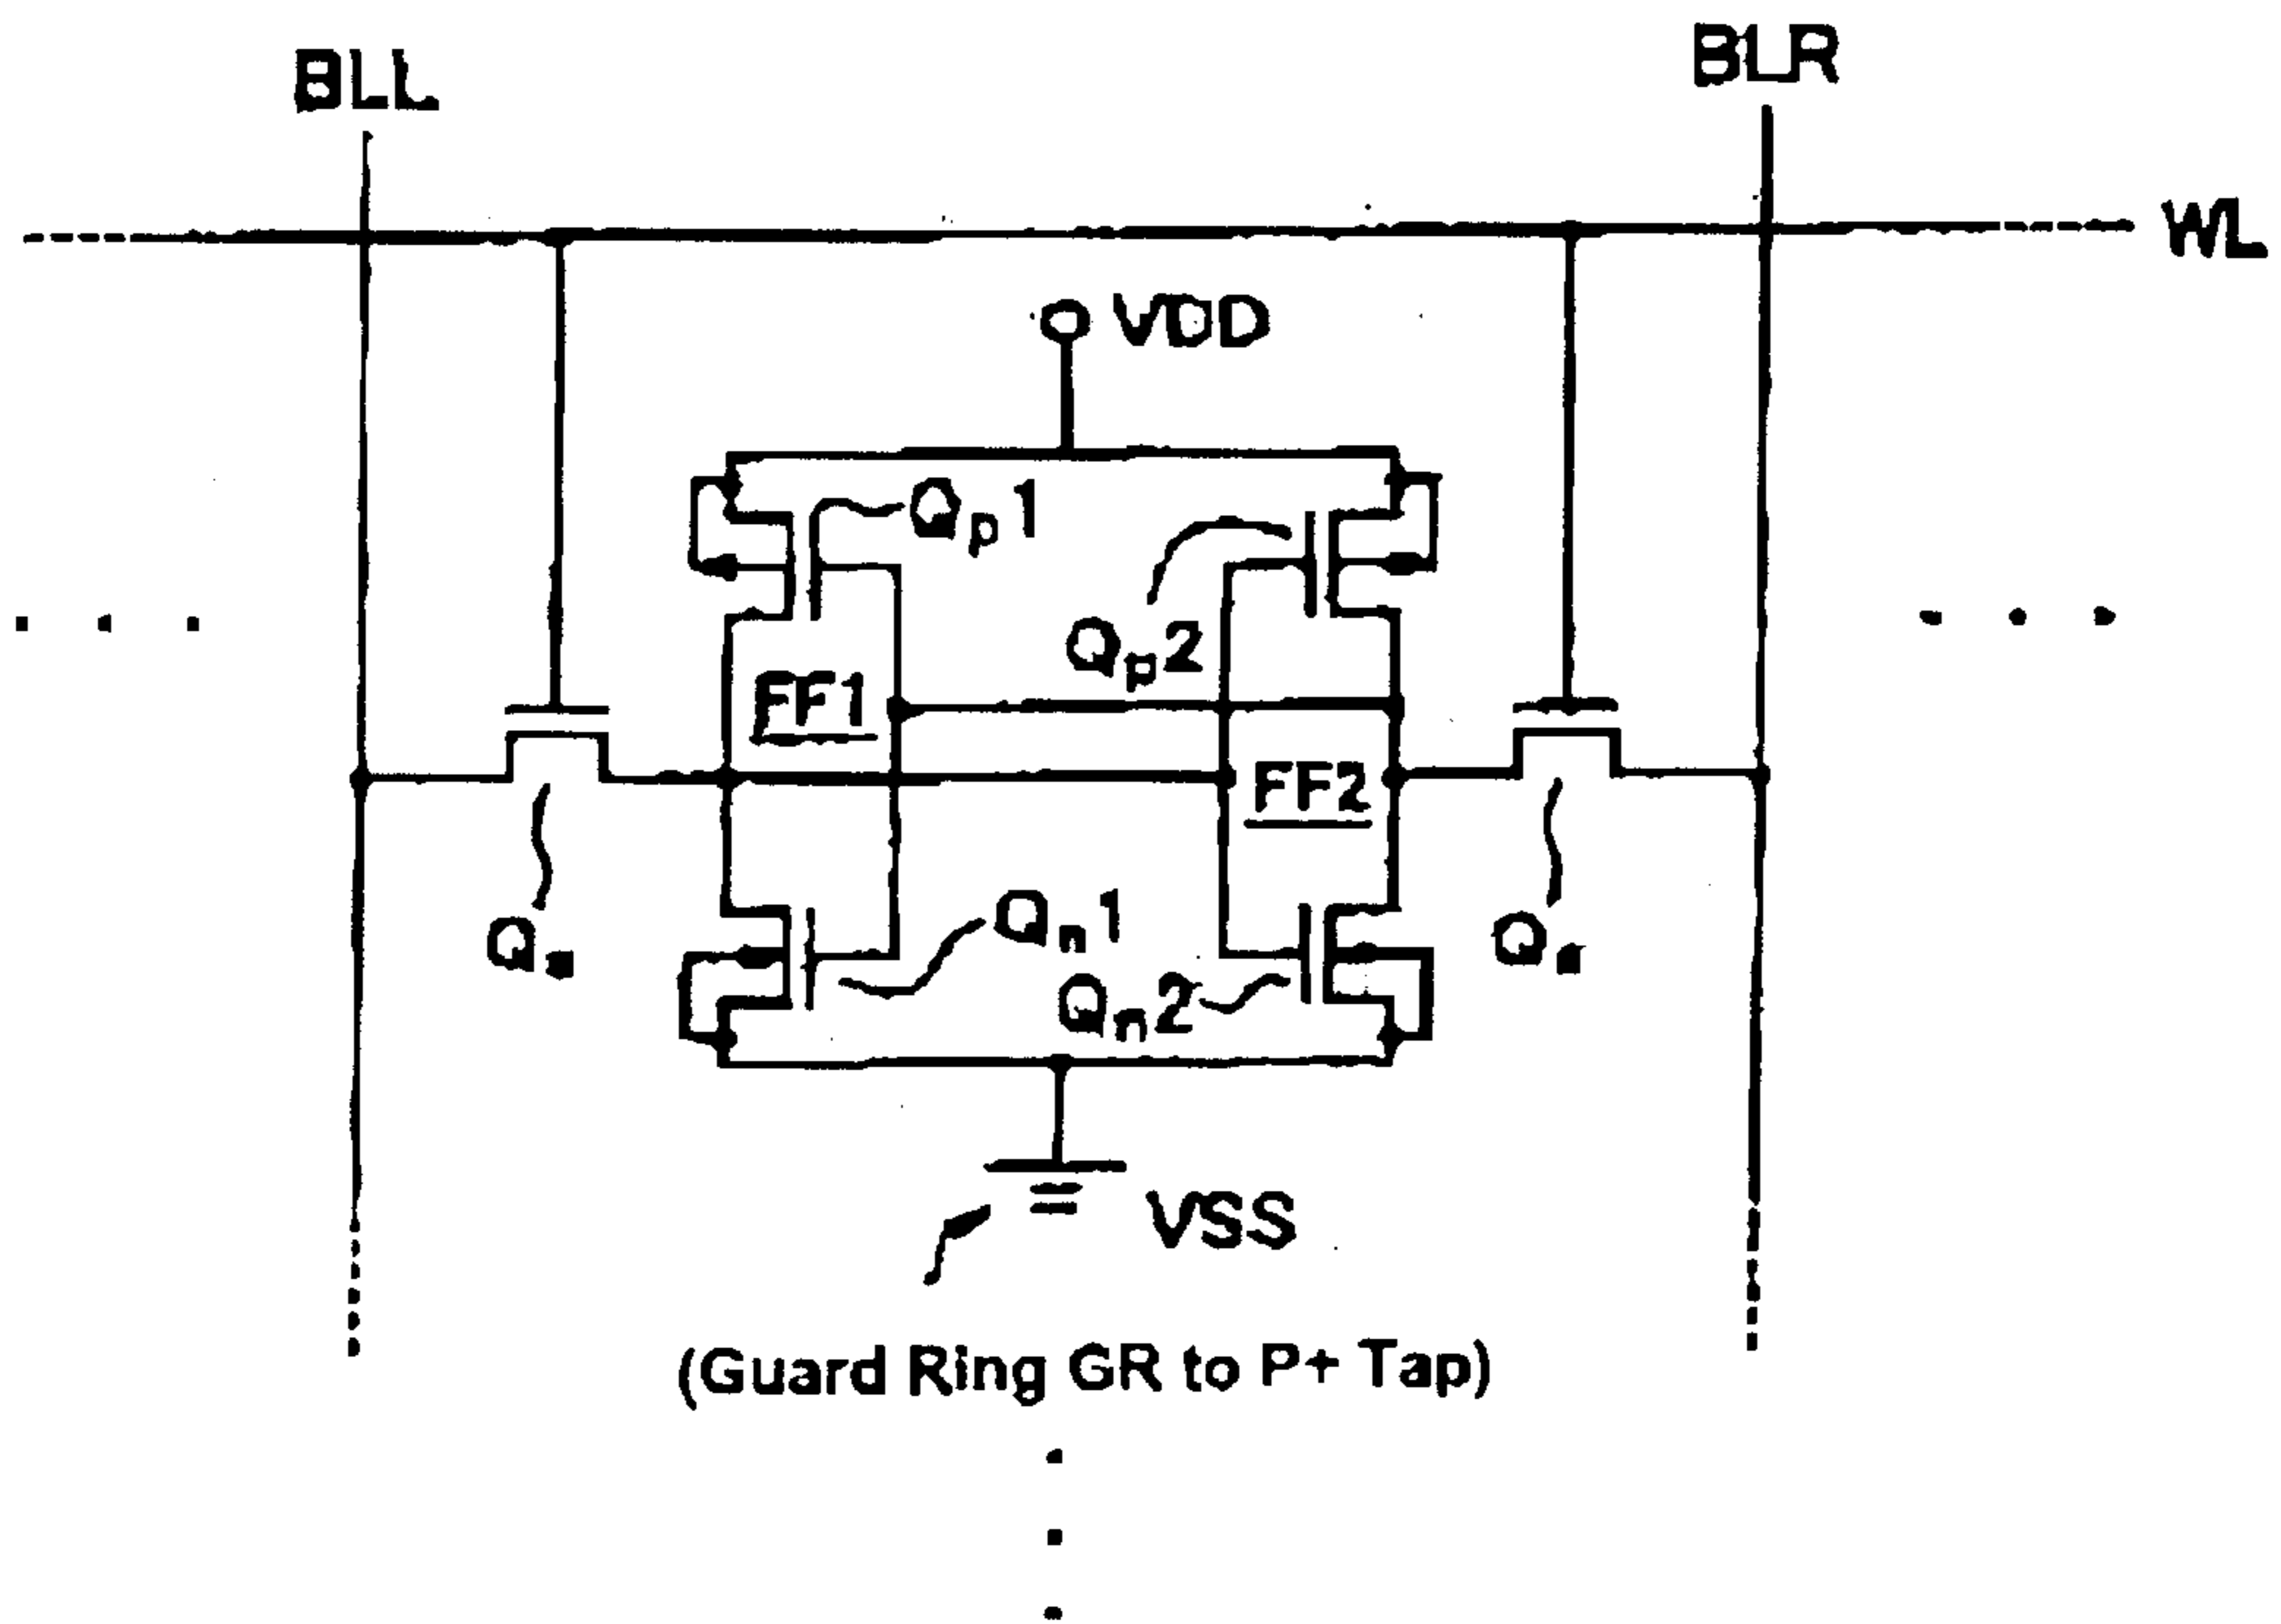 BLL
BLR
WL
VDD
Qp1
Qp2
FF1
FF2
Qn1
Qn2
Q
Q
VSS
(Guard Ring GR to P+ Tap)